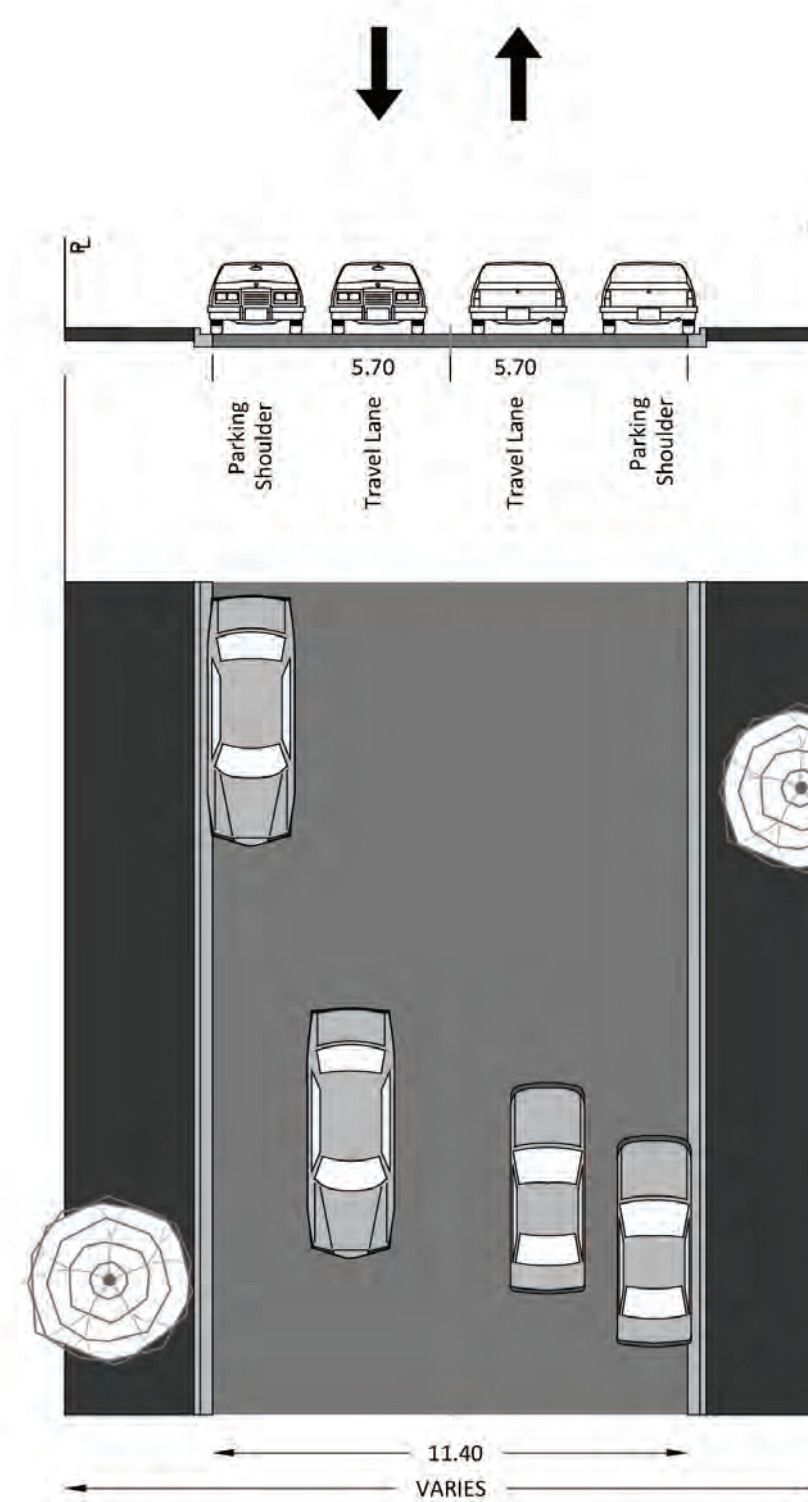 ℄
5.70
5.70
Parking
Shoulder
Travel Lane
Travel Lane
Parking
Shoulder
11.40
VARIES